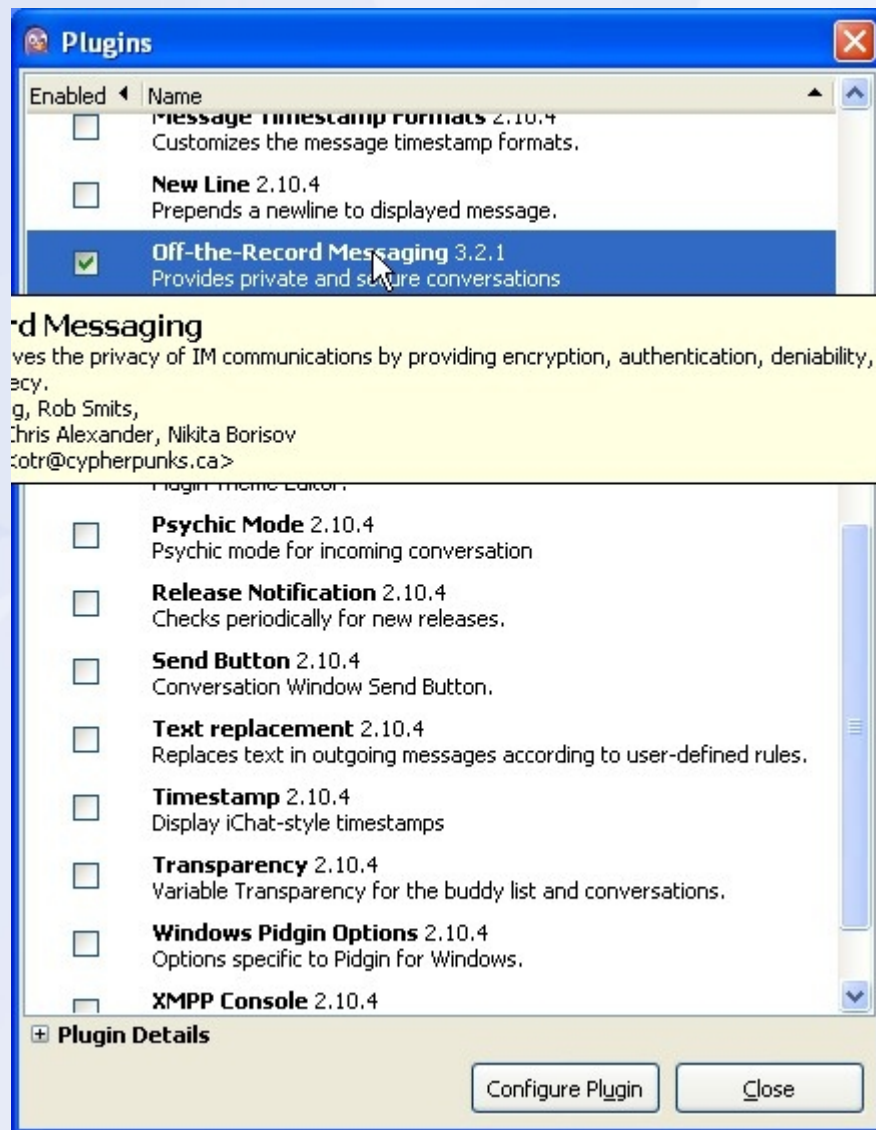 Plugins
Enabled Name
Message Timestamp Formats 2.10.4
Customizes the message timestamp formats.
New Line 2.10.4
Prepends a newline to displayed message.
Off-the-Record Messaging 3.2.1
Provides private and secure conversations
rd Messaging
ves the privacy of IM communications by providing encryption, authentication, deniability,
ecy.
g, Rob Smits,
Chris Alexander, Nikita Borisov
<otr@cypherpunks.ca>
Plugin Theme Editor.
Psychic Mode 2.10.4
Psychic mode for incoming conversation
Release Notification 2.10.4
Checks periodically for new releases.
Send Button 2.10.4
Conversation Window Send Button.
Text replacement 2.10.4
Replaces text in outgoing messages according to user-defined rules.
Timestamp 2.10.4
Display iChat-style timestamps
Transparency 2.10.4
Variable Transparency for the buddy list and conversations.
Windows Pidgin Options 2.10.4
Options specific to Pidgin for Windows.
XMPP Console 2.10.4
Plugin Details
Configure Plugin Close